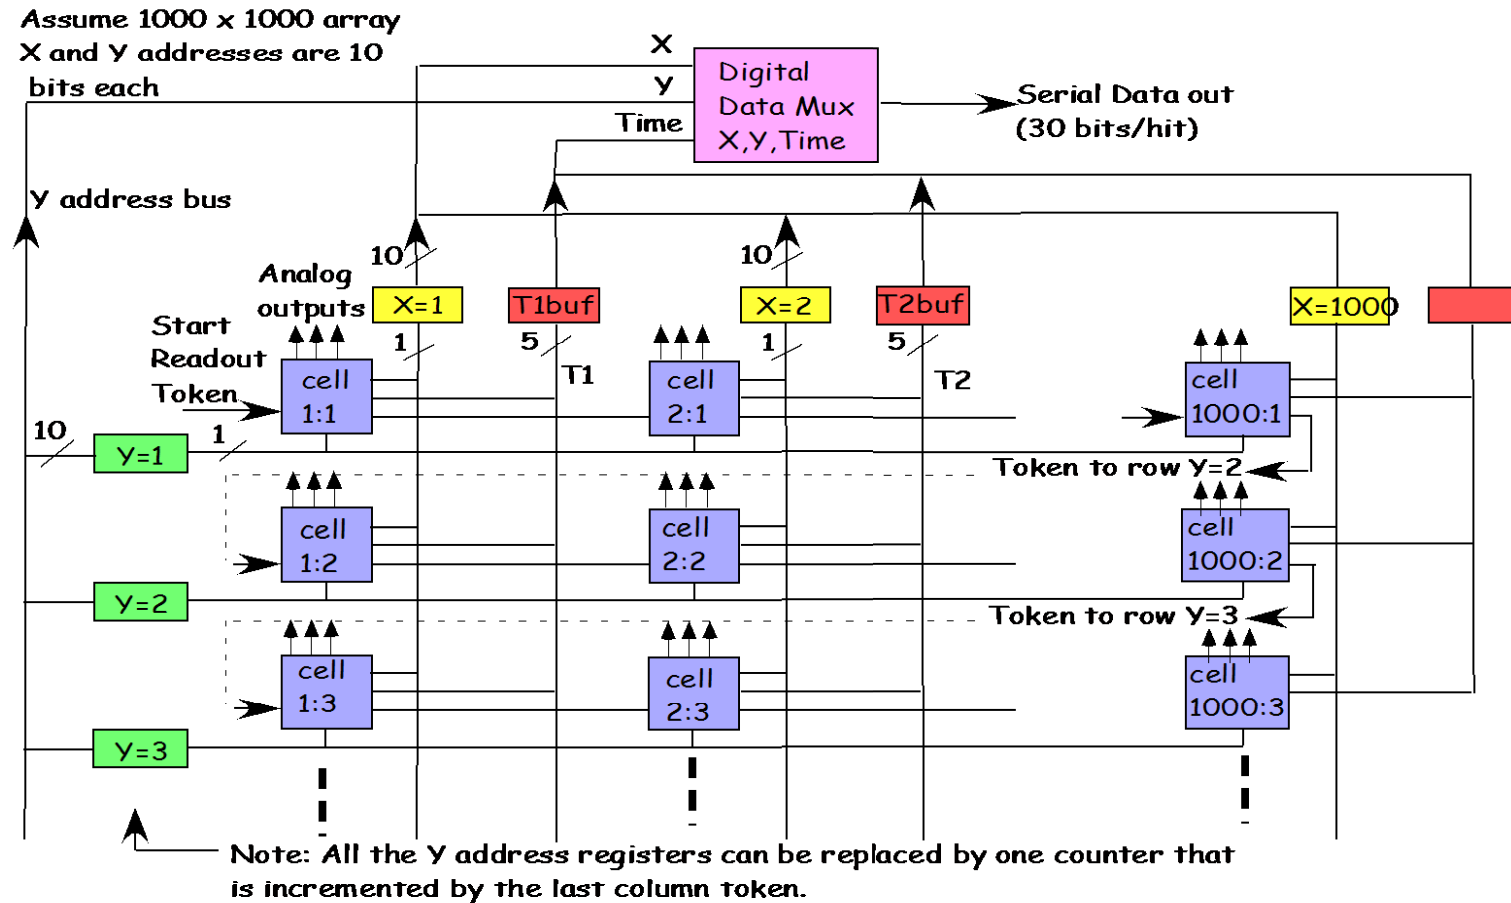 Assume 1000 x 1000 array
X and Y addresses are 10
bits each
X
Y
Time
Digital
Data Mux
X,Y,Time
Serial Data out
(30 bits/hit)
Y address bus
10
10
Analog
outputs
X=1
T1buf
X=2
T2buf
X=1000
Start
Readout
Token
1
5
T1
1
5
T2
cell
1:1
cell
2:1
cell
1000:1
10
Y=1
1
Token to row Y=2
cell
1:2
cell
2:2
cell
1000:2
Y=2
Token to row Y=3
cell
1:3
cell
2:3
cell
1000:3
Y=3
Note: All the Y address registers can be replaced by one counter that
is incremented by the last column token.